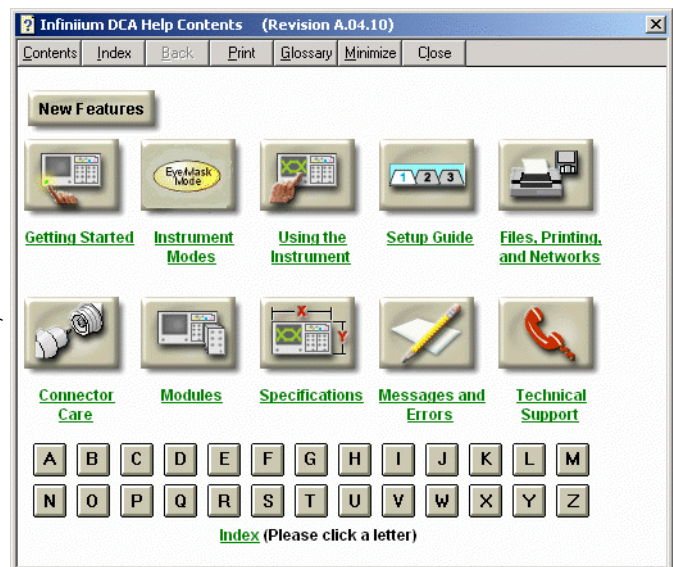 Infiniium DCA Help Contents (Revision A.04.10)
Contents Index Back Print Glossary Minimize Close
New Features
Eye/Mask
Mode
1 2 3
X
Y
Getting Started Instrument Modes Using the Instrument Setup Guide Files, Printing, and Networks
Connector Care Modules Specifications Messages and Errors Technical Support
A B C D E F G H I J K L M
N O P Q R S T U V W X Y Z
Index (Please click a letter)